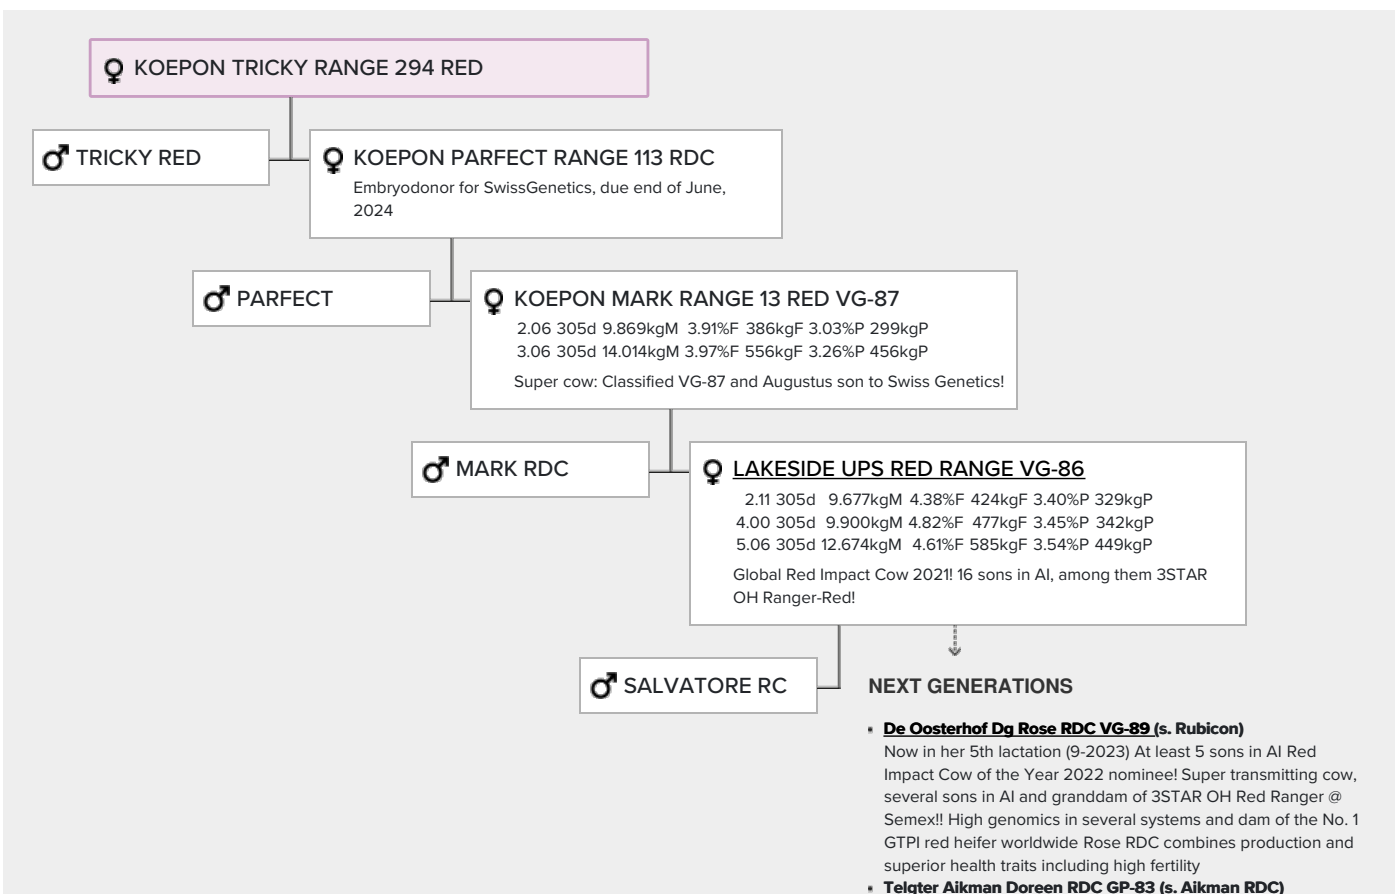 KOEPON TRICKY RANGE 294 RED
TRICKY RED
KOEPON PARFECT RANGE 113 RDC
Embryodonor for SwissGenetics, due end of June,
2024
PARFECT
KOEPON MARK RANGE 13 RED VG-87
2.06 305d 9.869kgM 3.91%F 386kgF 3.03%P 299kgP
3.06 305d 14.014kgM 3.97%F 556kgF 3.26%P 456kgP
Super cow: Classified VG-87 and Augustus son to Swiss Genetics!
MARK RDC
LAKESIDE UPS RED RANGE VG-86
2.11 305d 9.677kgM 4.38%F 424kgF 3.40%P 329kgP
4.00 305d 9.900kgM 4.82%F 477kgF 3.45%P 342kgP
5.06 305d 12.674kgM 4.61%F 585kgF 3.54%P 449kgP
Global Red Impact Cow 2021! 16 sons in AI, among them 3STAR
OH Ranger-Red!
SALVATORE RC
NEXT GENERATIONS
De Oosterhof Dg Rose RDC VG-89 (s. Rubicon)
Now in her 5th lactation (9-2023) At least 5 sons in AI Red
Impact Cow of the Year 2022 nominee! Super transmitting cow,
several sons in AI and granddam of 3STAR OH Red Ranger @
Semex!! High genomics in several systems and dam of the No. 1
GTPI red heifer worldwide Rose RDC combines production and
superior health traits including high fertility
Telgter Aikman Doreen RDC GP-83 (s. Aikman RDC)